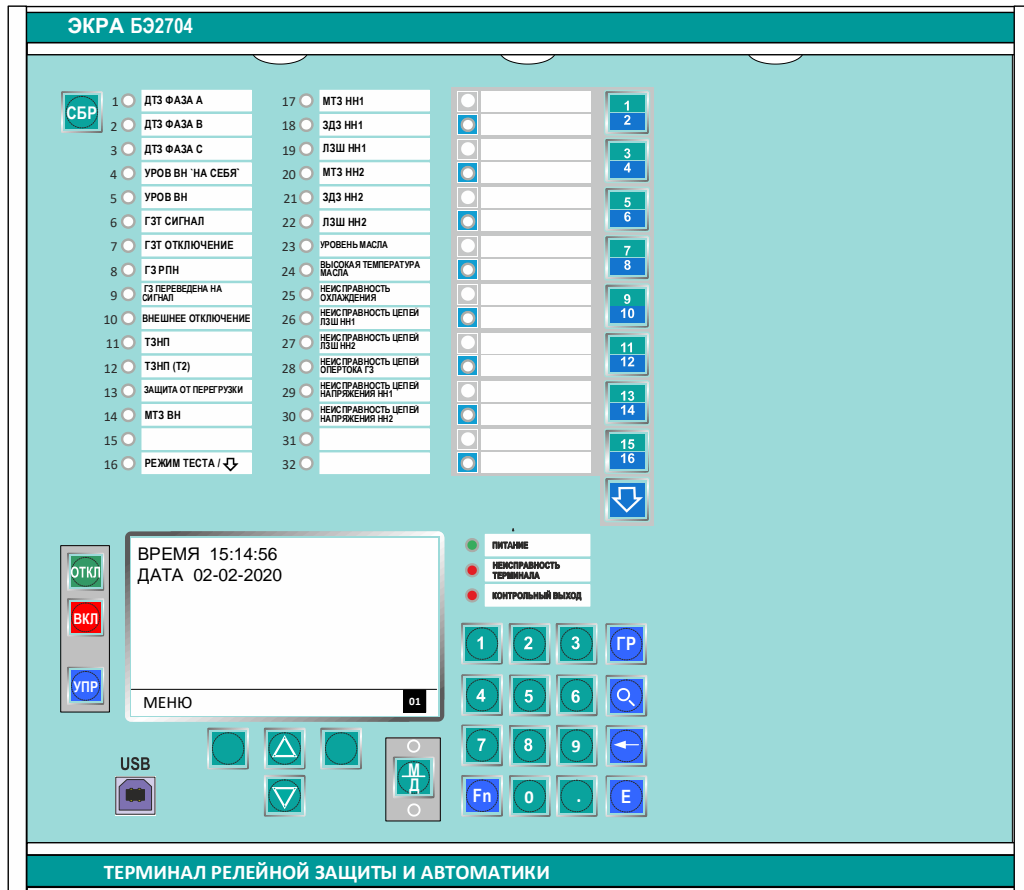 ЭКРА БЭ2704
СБР
1 ДТЗ ФАЗА А
2 ДТЗ ФАЗА В
3 ДТЗ ФАЗА С
4 УРОВ ВН `НА СЕБЯ`
5 УРОВ ВН
6 ГЗТ СИГНАЛ
7 ГЗТ ОТКЛЮЧЕНИЕ
8 ГЗ РПН
9 ГЗ ПЕРЕВЕДЕНА НА
СИГНАЛ
10 ВНЕШНЕЕ ОТКЛЮЧЕНИЕ
11 ТЗНП
12 ТЗНП (Т2)
13 ЗАЩИТА ОТ ПЕРЕГРУЗКИ
14 МТЗ ВН
15
16 РЕЖИМ ТЕСТА /
17 МТЗ НН1
18 ЗДЗ НН1
19 ЛЗШ НН1
20 МТЗ НН2
21 ЗДЗ НН2
22 ЛЗШ НН2
23 УРОВЕНЬ МАСЛА
24 ВЫСОКАЯ ТЕМПЕРАТУРА
МАСЛА
25 НЕИСПРАВНОСТЬ
ОХЛАЖДЕНИЯ
26 НЕИСПРАВНОСТЬ ЦЕПЕЙ
ЛЗШ НН1
27 НЕИСПРАВНОСТЬ ЦЕПЕЙ
ЛЗШ НН2
28 НЕИСПРАВНОСТЬ ЦЕПЕЙ
ОПЕРТОКА ГЗ
29 НЕИСПРАВНОСТЬ ЦЕПЕЙ
НАПРЯЖЕНИЯ НН1
30 НЕИСПРАВНОСТЬ ЦЕПЕЙ
НАПРЯЖЕНИЯ НН2
31
32
1
2
3
4
5
6
7
8
9
10
11
12
13
14
15
16
ОТКЛ
ВКЛ
УПР
ВРЕМЯ 15:14:56
ДАТА 02-02-2020
МЕНЮ 01
ПИТАНИЕ
НЕИСПРАВНОСТЬ
ТЕРМИНАЛА
КОНТРОЛЬНЫЙ ВЫХОД
1 2 3 ГР
4 5 6
7 8 9
Fn 0 . E
USB
М
Д
ТЕРМИНАЛ РЕЛЕЙНОЙ ЗАЩИТЫ И АВТОМАТИКИ